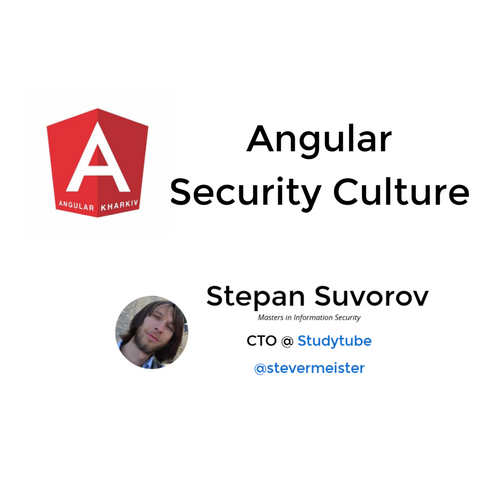 A
ANGULAR KHARKIV
Angular
Security Culture
Stepan Suvorov
Masters in Information Security
CTO @ Studytube
@stevermeister